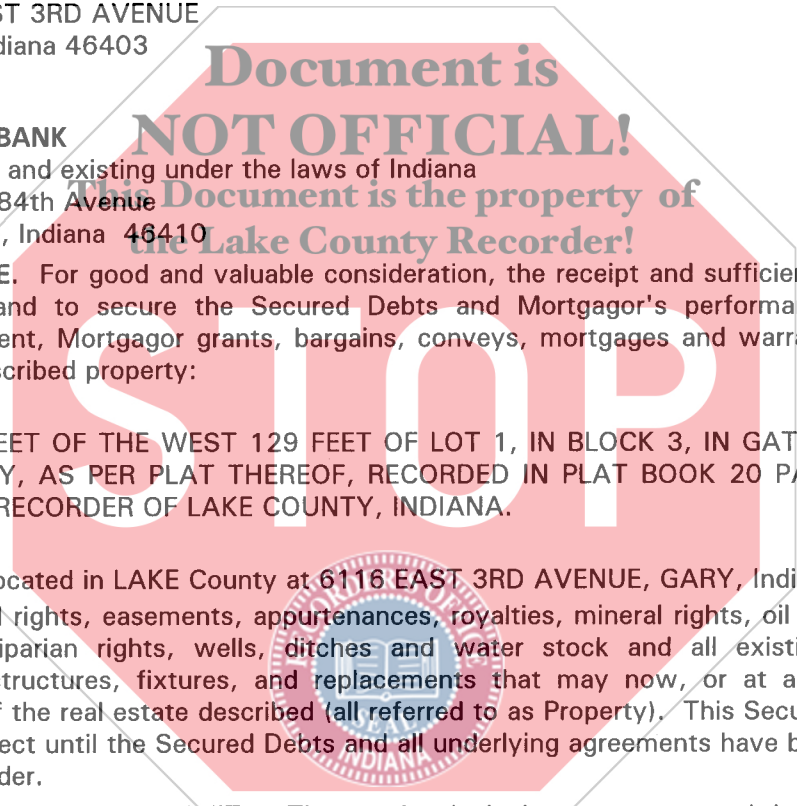 ST 3RD AVENUE
diana 46403
Document is
NOT OFFICIAL!
BANK
and existing under the laws of Indiana
This Document is the property of
84th Avenue
, Indiana 46410
the Lake County Recorder!
E. For good and valuable consideration, the receipt and sufficien
and to secure the Secured Debts and Mortgagor's performa
ent, Mortgagor grants, bargains, conveys, mortgages and warra
scribed property:
STOP
EET OF THE WEST 129 FEET OF LOT 1, IN BLOCK 3, IN GAT
Y, AS PER PLAT THEREOF, RECORDED IN PLAT BOOK 20 PA
RECORDER OF LAKE COUNTY, INDIANA.
ocated in LAKE County at 6116 EAST 3RD AVENUE, GARY, Indi
l rights, easements, appurtenances, royalties, mineral rights, oil
iparian rights, wells, ditches and water stock and all existi
tructures, fixtures, and replacements that may now, or at a
f the real estate described (all referred to as Property). This Secu
ect until the Secured Debts and all underlying agreements have b
der.
SEAL
INDIANA